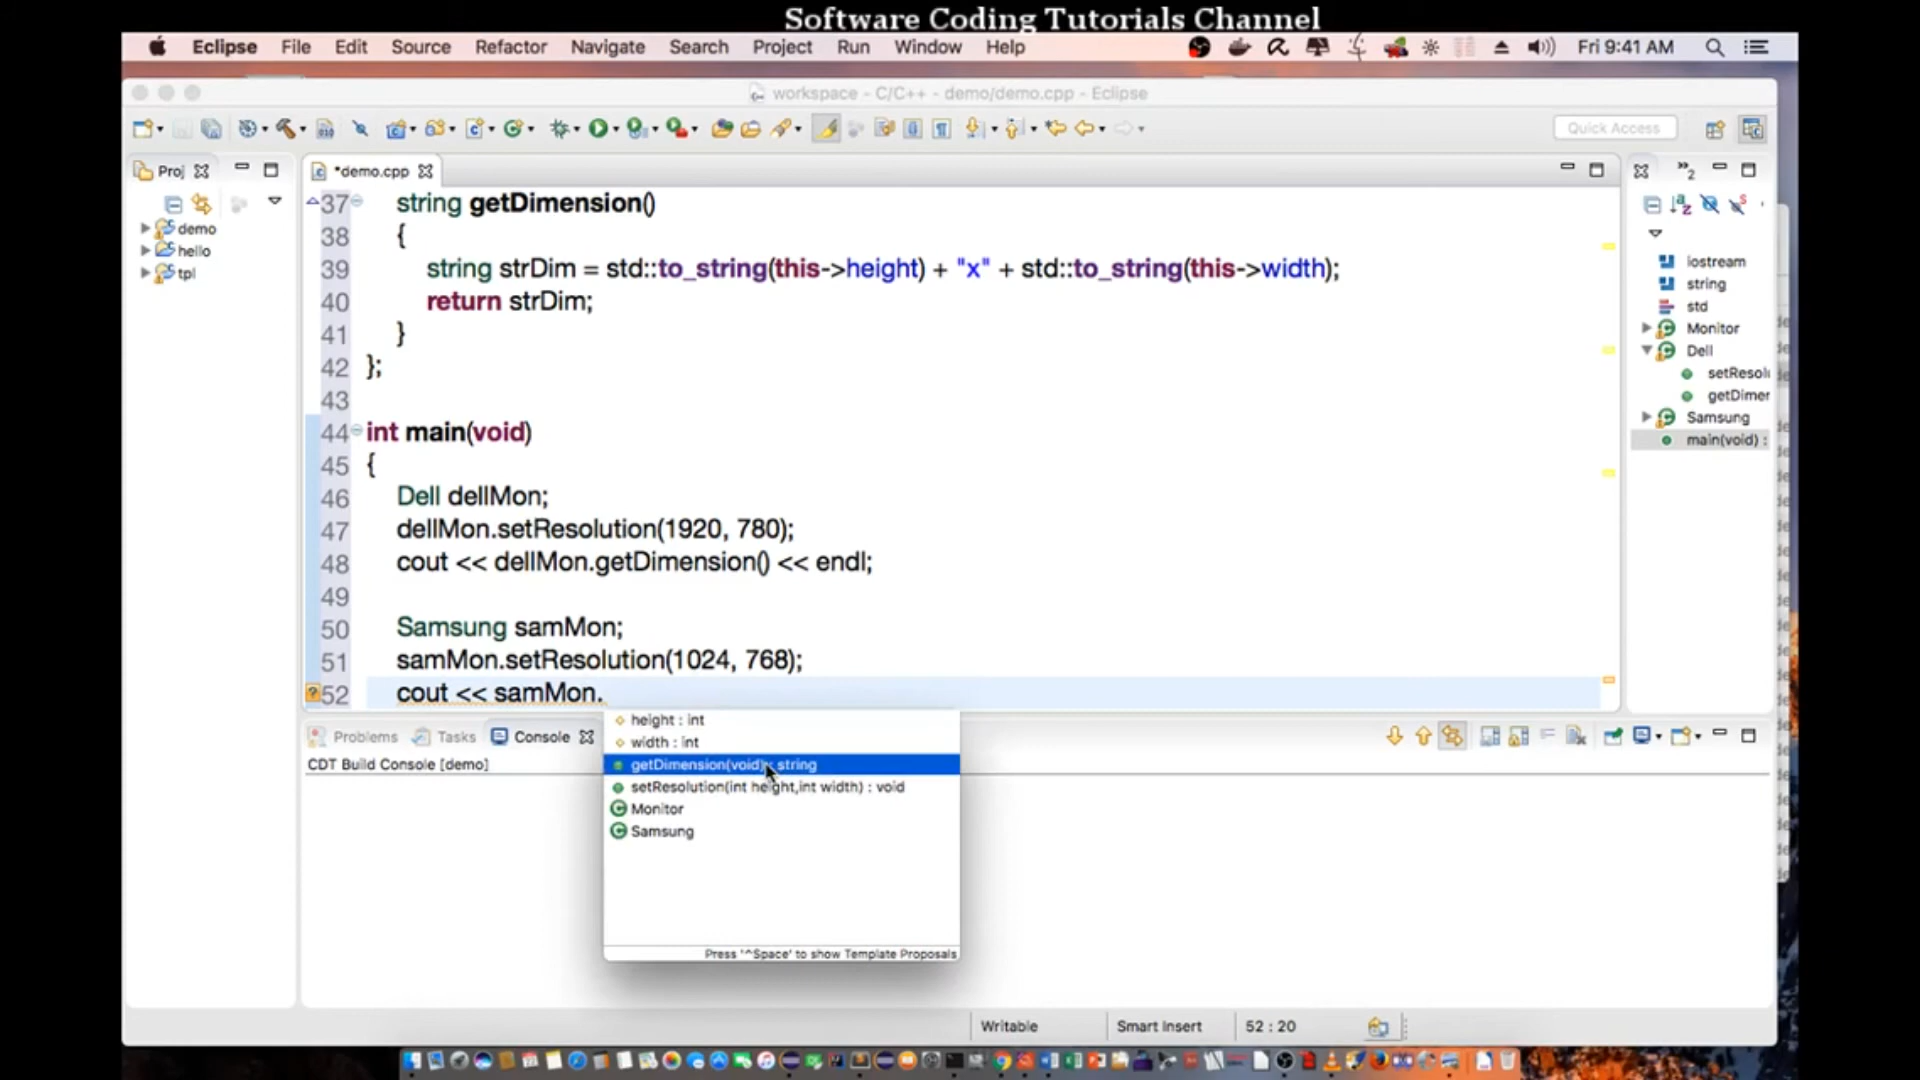 Software Coding Tutorials Channel
Eclipse File Edit Source Refactor Navigate Search Project Run Window Help Fri 9:41 AM
workspace - C/C++ - demo/demo.cpp - Eclipse
Quick Access
Proj
*demo.cpp
2
demo
hello
tpl
37 string getDimension()
38 {
39 string strDim = std::to_string(this->height) + "x" + std::to_string(this->width);
40 return strDim;
41 }
42 };
43
44 int main(void)
45 {
46 Dell dellMon;
47 dellMon.setResolution(1920, 780);
48 cout << dellMon.getDimension() << endl;
49
50 Samsung samMon;
51 samMon.setResolution(1024, 768);
52 cout << samMon.
iostream
string
std
Monitor
Dell
setResol
getDimer
Samsung
main(void) :
height : int
width : int
getDimension(void) : string
setResolution(int height,int width) : void
Monitor
Samsung
Press '^Space' to show Template Proposals
Problems Tasks Console
CDT Build Console [demo]
Writable Smart Insert 52 : 20